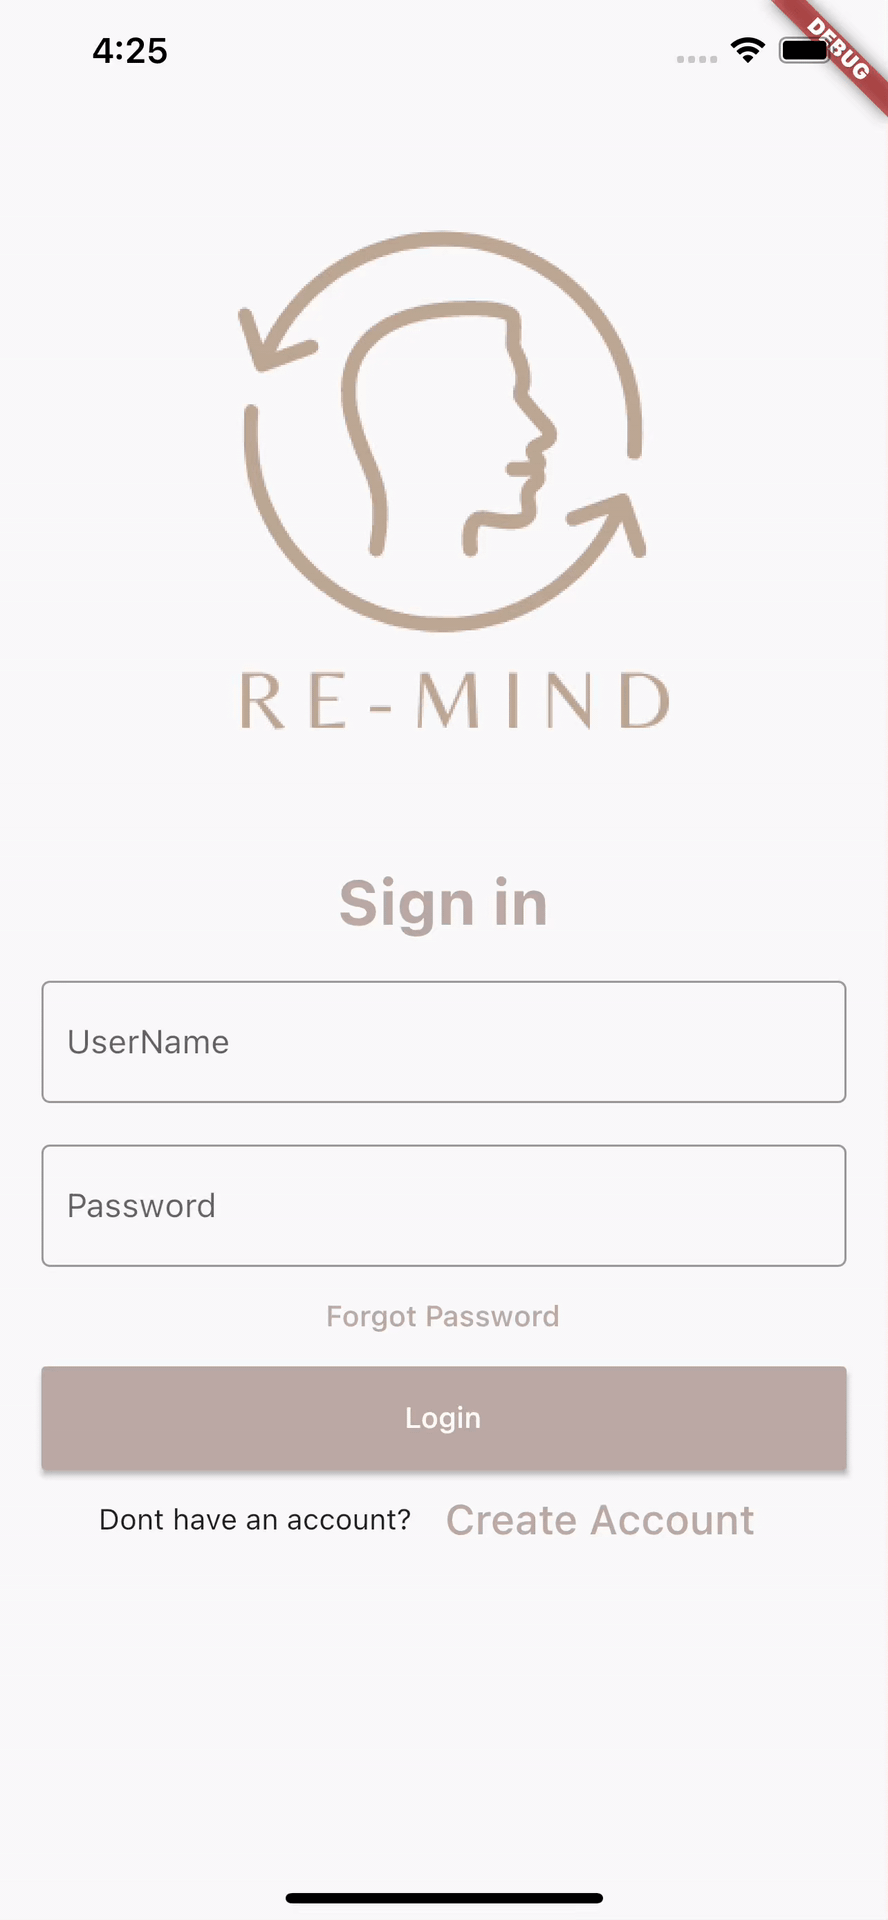 4:25
DEBUG
RE-MIND
Sign in
UserName
Password
Forgot Password
Login
Dont have an account? Create Account